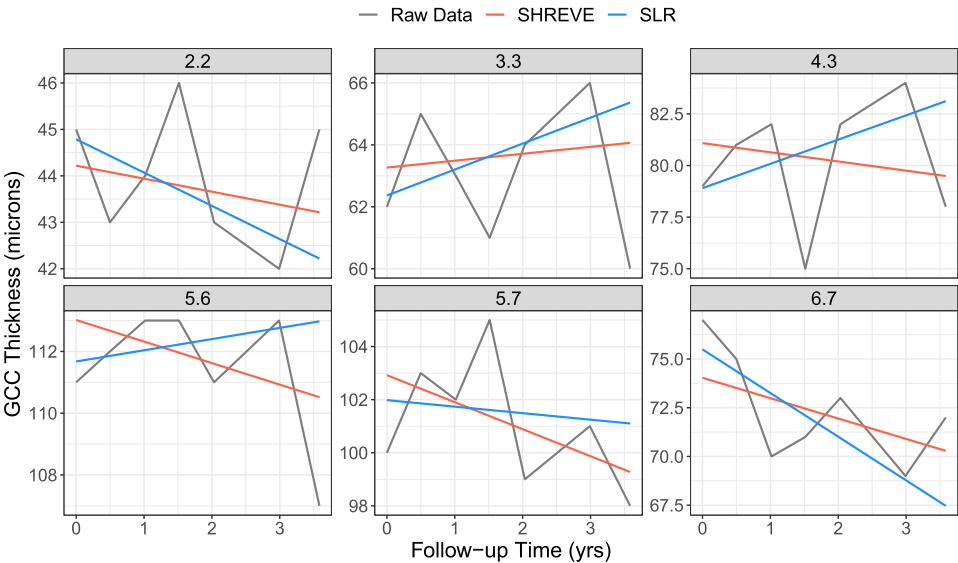 Raw Data SHREVE SLR
2.2 3.3 4.3
46 66
45 82.5
64
44 80.0
43 62 77.5
42 60 75.0
5.6 5.7 6.7
112 104 75.0
102 72.5
110 100 70.0
108
98 67.5
0 1 2 3 0 1 2 3 0 1 2 3
Follow−up Time (yrs)
GCC Thickness (microns)